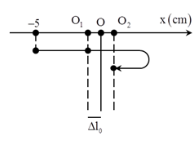 −5 O₁ O O₂ x (cm)
Δl₀